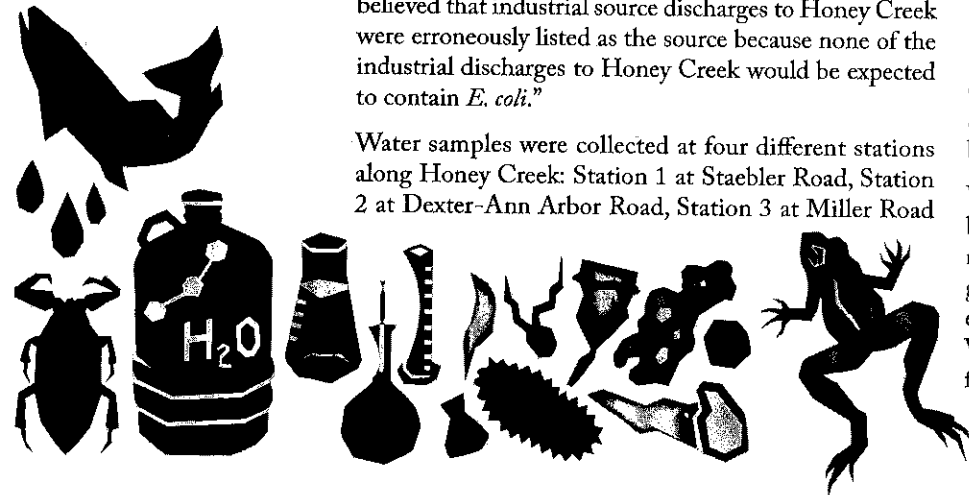 believed that industrial source discharges to Honey Creek
were erroneously listed as the source because none of the
industrial discharges to Honey Creek would be expected
to contain E. coli.”
Water samples were collected at four different stations
along Honey Creek: Station 1 at Staebler Road, Station
2 at Dexter-Ann Arbor Road, Station 3 at Miller Road
H₂O